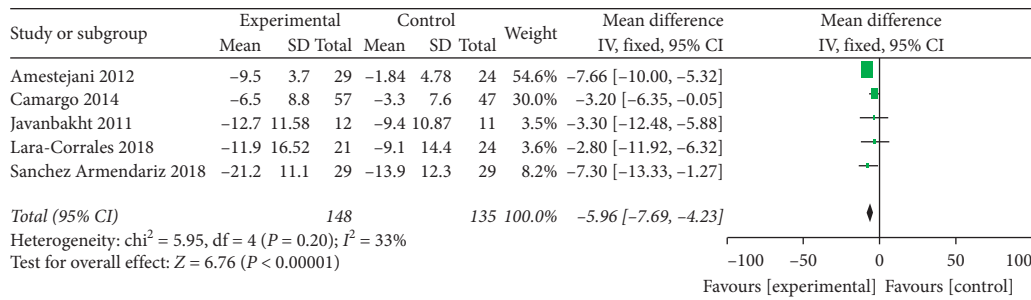 Experimental Control Mean difference Mean difference
Study or subgroup Weight
Mean SD Total Mean SD Total IV, fixed, 95% CI IV, fixed, 95% CI
Amestejani 2012 –9.5 3.7 29 –1.84 4.78 24 54.6% –7.66 [–10.00, –5.32]
Camargo 2014 –6.5 8.8 57 –3.3 7.6 47 30.0% –3.20 [–6.35, –0.05]
Javanbakht 2011 –12.7 11.58 12 –9.4 10.87 11 3.5% –3.30 [–12.48, –5.88]
Lara-Corrales 2018 –11.9 16.52 21 –9.1 14.4 24 3.6% –2.80 [–11.92, –6.32]
Sanchez Armendariz 2018 –21.2 11.1 29 –13.9 12.3 29 8.2% –7.30 [–13.33, –1.27]
Total (95% CI) 148 135 100.0% –5.96 [–7.69, –4.23]
Heterogeneity: chi² = 5.95, df = 4 (P = 0.20); I² = 33%
Test for overall effect: Z = 6.76 (P < 0.00001)
–100 –50 0 50 100
Favours [experimental] Favours [control]